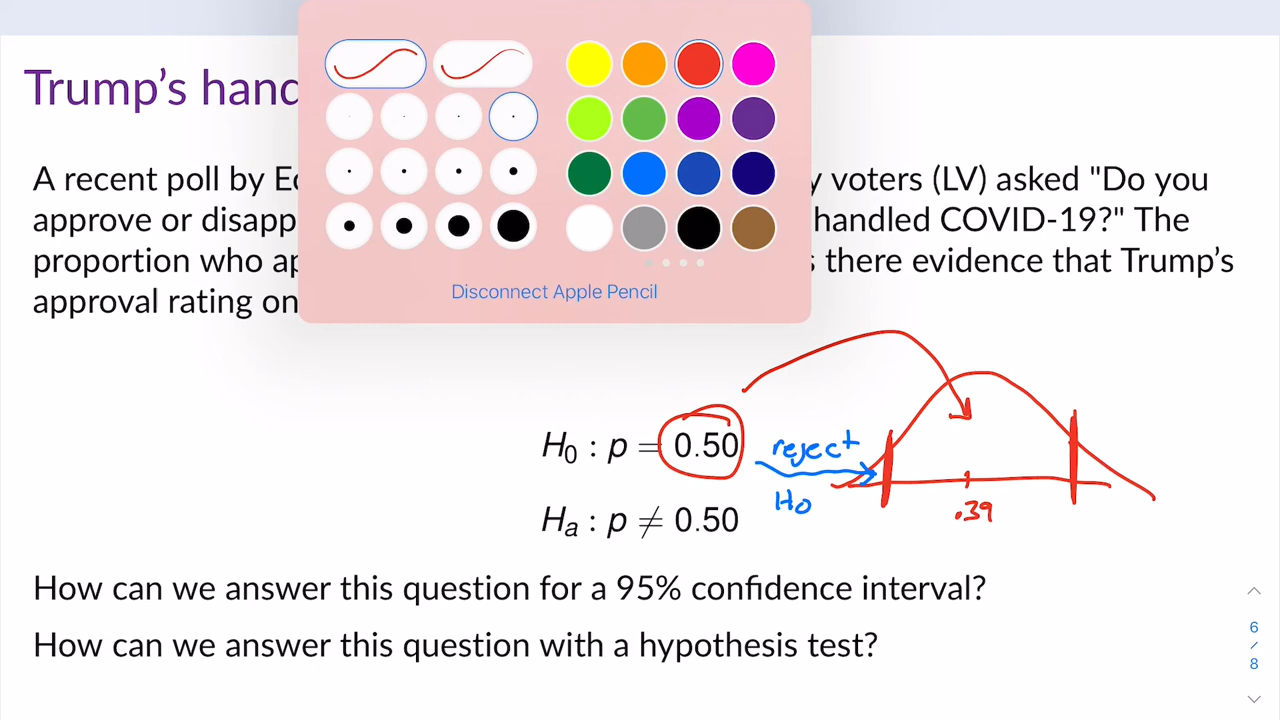 Trump's hand
A recent poll by Ec y voters (LV) asked "Do you
approve or disapp handled COVID-19?" The
proportion who ap s there evidence that Trump's
approval rating on
Disconnect Apple Pencil
H0 : p = 0.50
reject
H0
.39
Ha : p ≠ 0.50
How can we answer this question for a 95% confidence interval?
How can we answer this question with a hypothesis test?
6
/
8